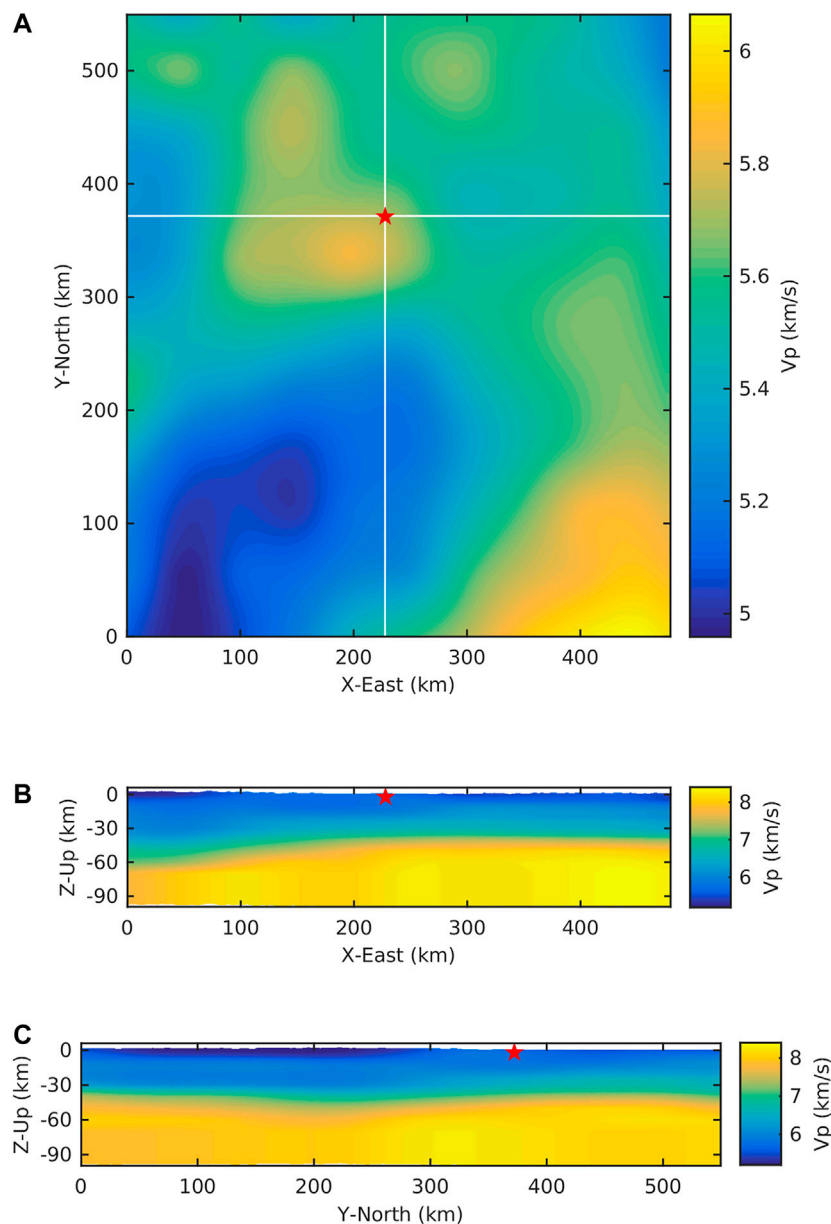 A
500
400
300
200
100
0
Y-North (km)
0 100 200 300 400
X-East (km)
6
5.8
5.6
5.4
5.2
5
Vp (km/s)
B
0
-30
-60
-90
Z-Up (km)
0 100 200 300 400
X-East (km)
8
7
6
Vp (km/s)
C
0
-30
-60
-90
Z-Up (km)
0 100 200 300 400 500
Y-North (km)
8
7
6
Vp (km/s)